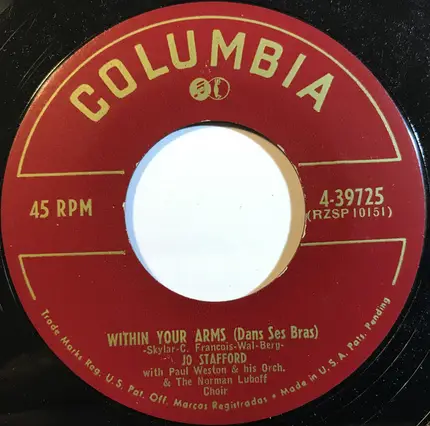 COLUMBIA
45 RPM
4-39725
(RZSP 10151)
WITHIN YOUR ARMS (Dans Ses Bras)
-Skylar-C. Francois-Wal-Berg-
JO STAFFORD
with Paul Weston & his Orch.
& The Norman Luboff
Choir
Trade Marks Reg. U.S. Pat. Off. Marcas Registradas • Made in U.S.A. Pats. Pending